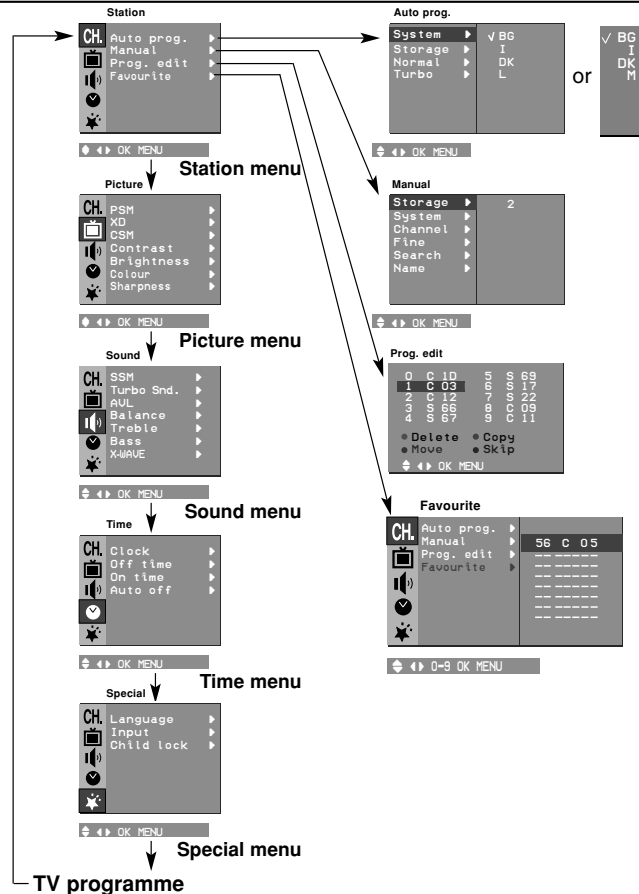 Station
CH.
Auto prog.
Manual
Prog. edit
Favourite
OK MENU
Station menu
Picture
CH.
PSM
XD
CSM
Contrast
Brightness
Colour
Sharpness
OK MENU
Picture menu
Sound
CH.
SSM
Turbo Snd.
AVL
Balance
Treble
Bass
X-WAVE
OK MENU
Sound menu
Time
CH.
Clock
Off time
On time
Auto off
OK MENU
Time menu
Special
CH.
Language
Input
Child lock
OK MENU
Special menu
TV programme
Auto prog.
System √ BG
Storage I
Normal DK
Turbo L
OK MENU
or
√ BG
I
DK
M
Manual
Storage 2
System
Channel
Fine
Search
Name
OK MENU
Prog. edit
0 C 10 5 S 69
1 C 03 6 S 17
2 C 12 7 S 22
3 S 66 8 C 09
4 S 67 9 C 11
Delete Copy
Move Skip
OK MENU
Favourite
CH.
Auto prog.
Manual 56 C 05
Prog. edit -- ------
Favourite -- ------
-- ------
-- ------
-- ------
-- ------
-- ------
0-9 OK MENU